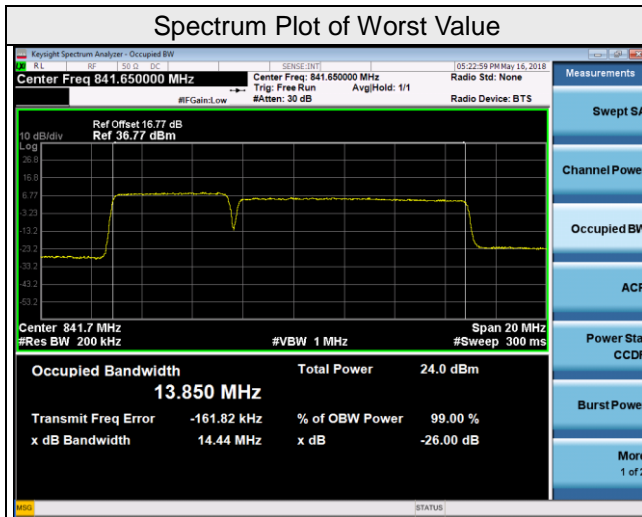 Spectrum Plot of Worst Value
Keysight Spectrum Analyzer - Occupied BW
RL RF 50 Ω DC SENSE:INT 05:22:59 PM May 16, 2018
Center Freq 841.650000 MHz Center Freq: 841.650000 MHz Radio Std: None
Trig: Free Run Avg|Hold: 1/1
#IFGain:Low #Atten: 30 dB Radio Device: BTS
Ref Offset 16.77 dB
10 dB/div Ref 36.77 dBm
Log
26.8
16.8
6.77
-3.23
-13.2
-23.2
-33.2
-43.2
-53.2
Center 841.7 MHz Span 20 MHz
#Res BW 200 kHz #VBW 1 MHz #Sweep 300 ms
Occupied Bandwidth Total Power 24.0 dBm
13.850 MHz
Transmit Freq Error -161.82 kHz % of OBW Power 99.00 %
x dB Bandwidth 14.44 MHz x dB -26.00 dB
MSG STATUS
Measurements
Swept SA
Channel Power
Occupied BW
ACP
Power Sta
CCDF
Burst Power
More
1 of 2